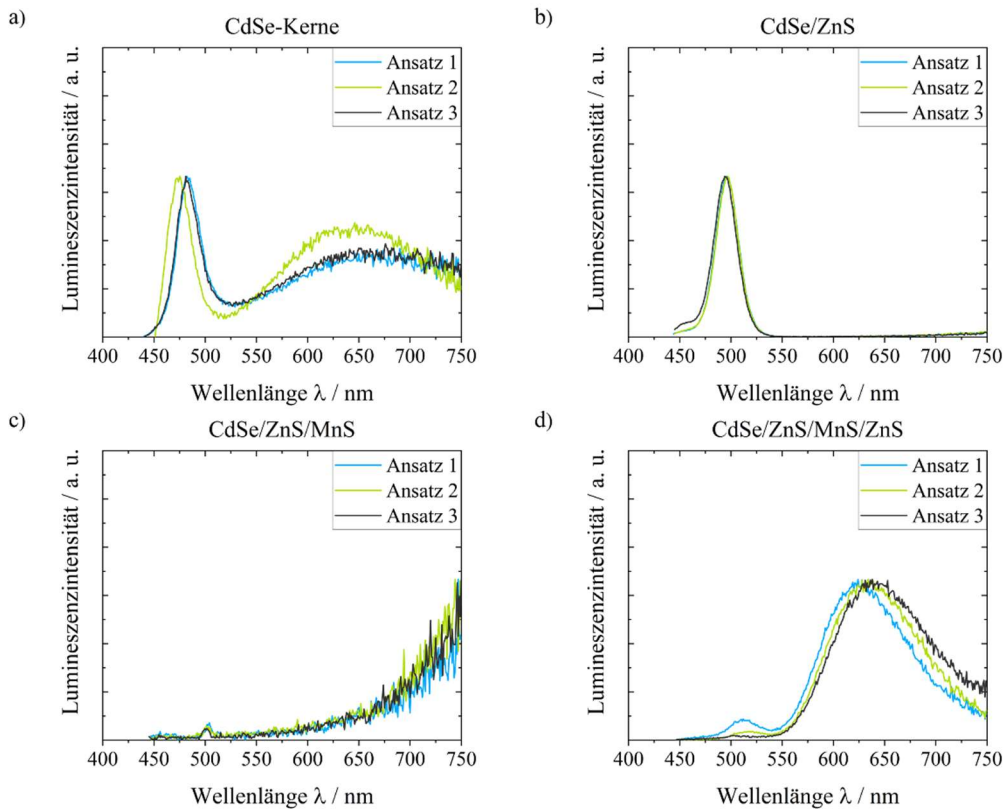 a)
CdSe-Kerne
Ansatz 1
Ansatz 2
Ansatz 3
Lumineszenzintensität / a. u.
400 450 500 550 600 650 700 750
Wellenlänge λ / nm
b)
CdSe/ZnS
Ansatz 1
Ansatz 2
Ansatz 3
Lumineszenzintensität / a. u.
400 450 500 550 600 650 700 750
Wellenlänge λ / nm
c)
CdSe/ZnS/MnS
Ansatz 1
Ansatz 2
Ansatz 3
Lumineszenzintensität / a. u.
400 450 500 550 600 650 700 750
Wellenlänge λ / nm
d)
CdSe/ZnS/MnS/ZnS
Ansatz 1
Ansatz 2
Ansatz 3
Lumineszenzintensität / a. u.
400 450 500 550 600 650 700 750
Wellenlänge λ / nm